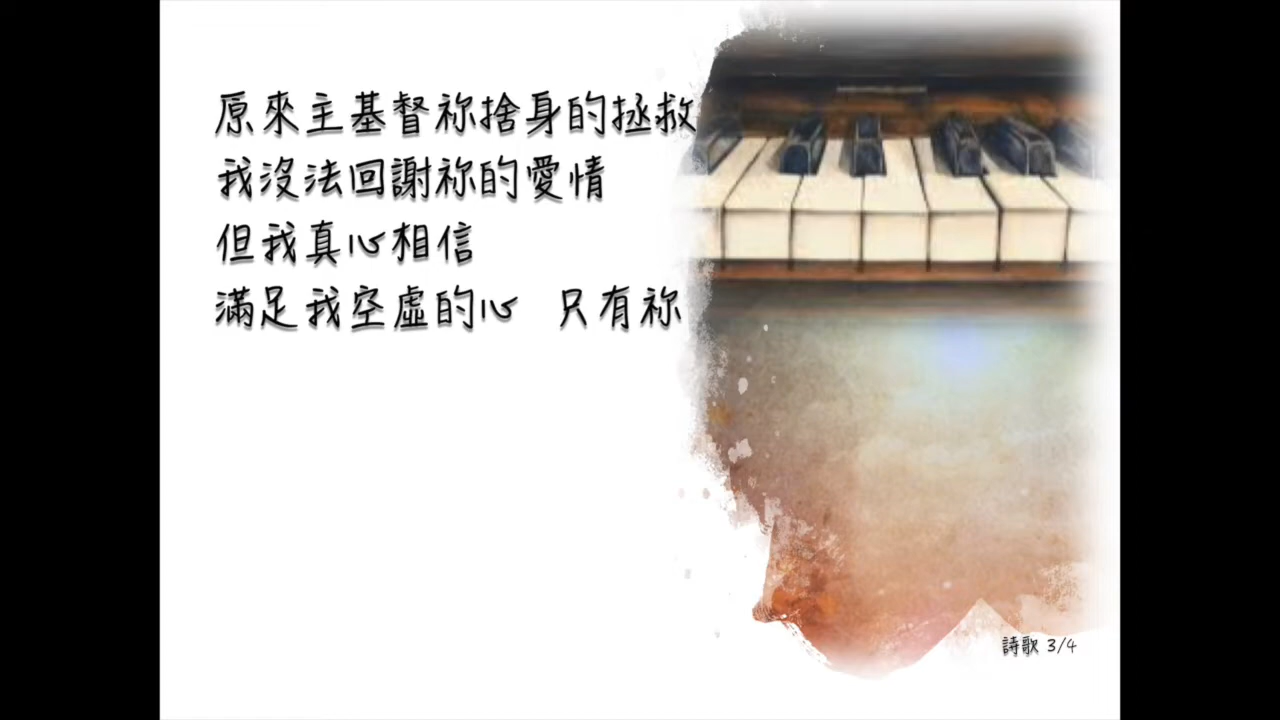 原來主基督祢捨身的拯救
我沒法回謝祢的愛情
但我真心相信
滿足我空虛的心 只有祢
詩歌 3/4